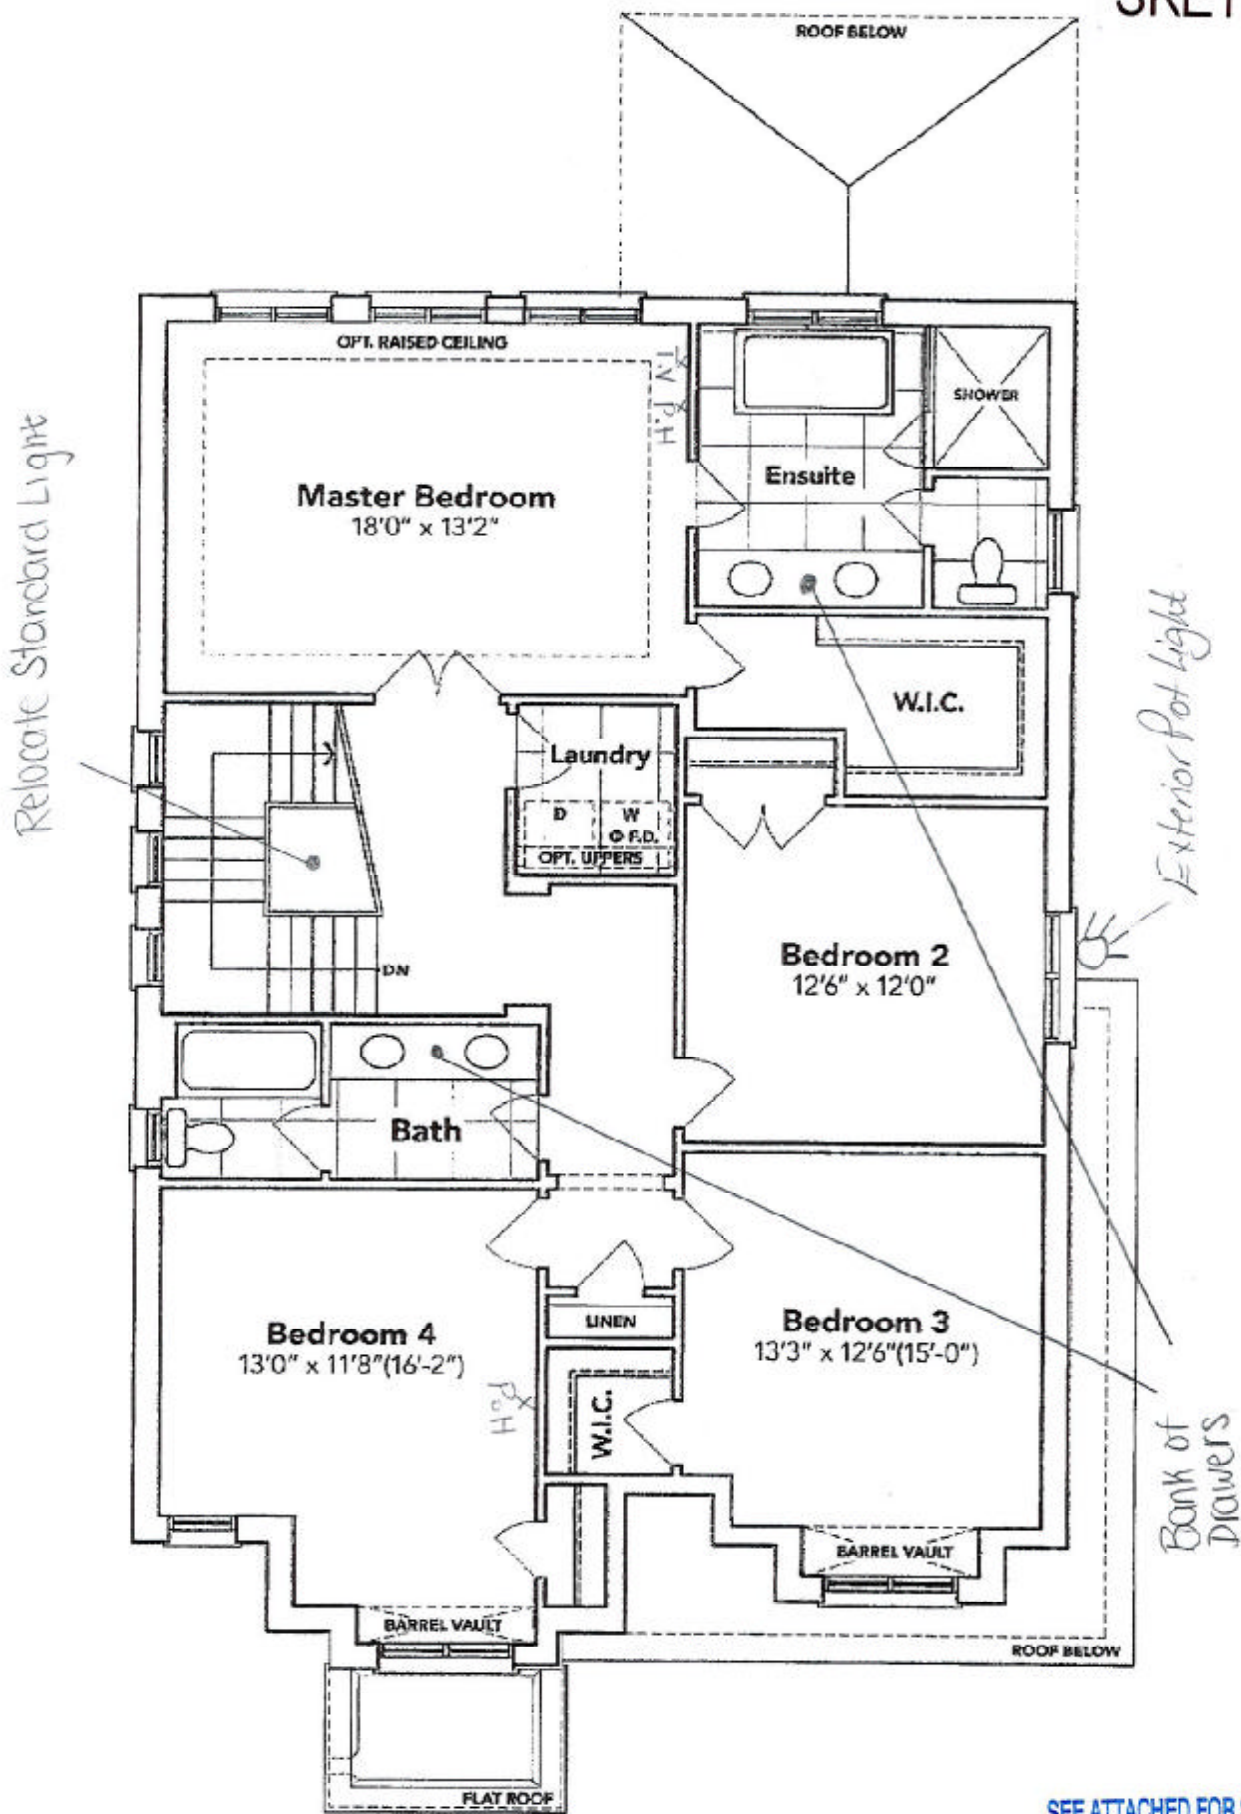 ROOF BELOW
OPT. RAISED CEILING
T.V
P.H
SHOWER
Ensuite
Master Bedroom
18'0" x 13'2"
Relocate Standard Light
Exterior Pot Light
W.I.C.
Laundry
D
W
F.D.
OPT. UPPERS
Bedroom 2
12'6" x 12'0"
DN
Bath
LINEN
Bedroom 3
13'3" x 12'6"(15'-0")
Bedroom 4
13'0" x 11'8"(16'-2")
W.I.C.
Bank of
Drawers
BARREL VAULT
BARREL VAULT
ROOF BELOW
FLAT ROOF
SEE ATTACHED FOR